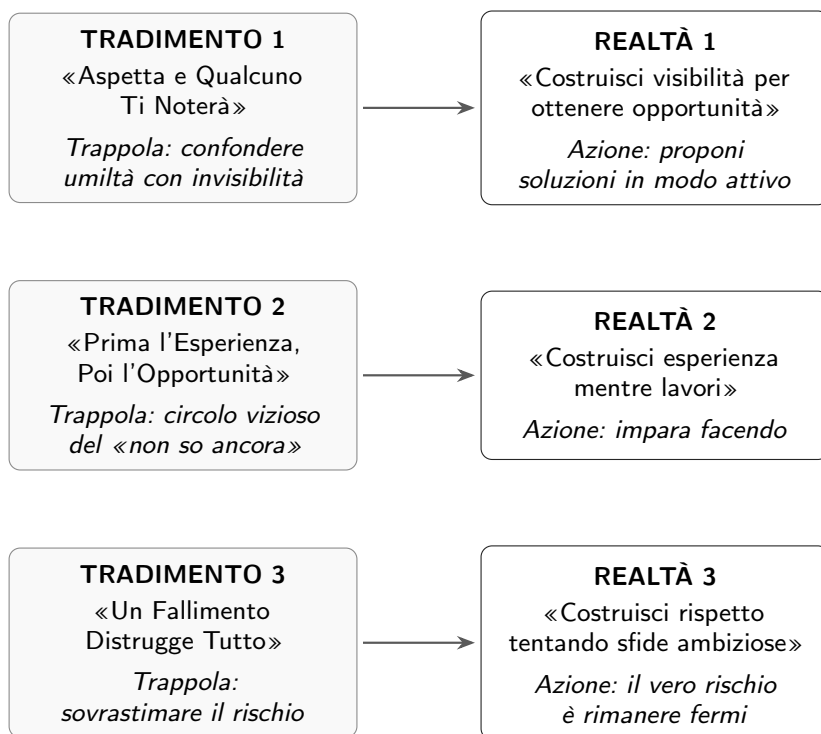 TRADIMENTO 1
«Aspetta e Qualcuno
Ti Noterà»
Trappola: confondere
umiltà con invisibilità
REALTÀ 1
«Costruisci visibilità per
ottenere opportunità»
Azione: proponi
soluzioni in modo attivo
TRADIMENTO 2
«Prima l'Esperienza,
Poi l'Opportunità»
Trappola: circolo vizioso
del «non so ancora»
REALTÀ 2
«Costruisci esperienza
mentre lavori»
Azione: impara facendo
TRADIMENTO 3
«Un Fallimento
Distrugge Tutto»
Trappola:
sovrastimare il rischio
REALTÀ 3
«Costruisci rispetto
tentando sfide ambiziose»
Azione: il vero rischio
è rimanere fermi